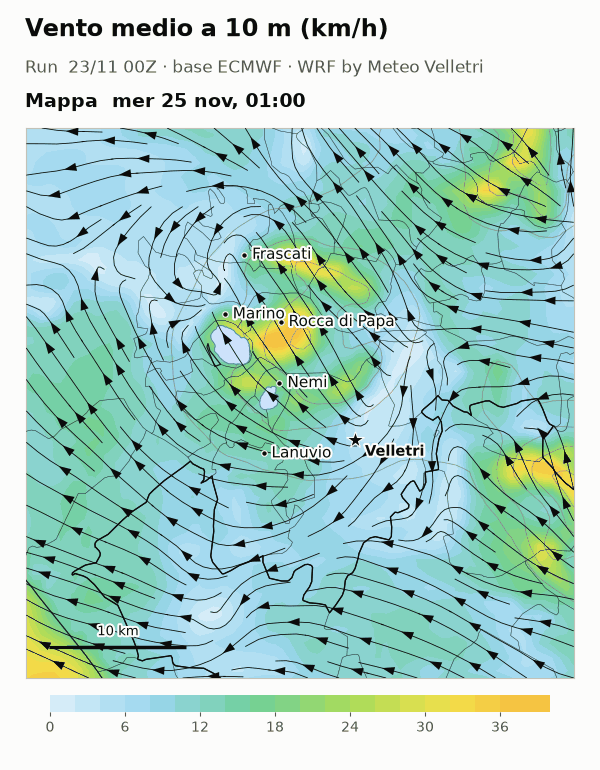 Vento medio a 10 m (km/h)
Run  23/11 00Z · base ECMWF · WRF by Meteo Velletri
Mappa  mer 25 nov, 01:00
Frascati
Marino
Rocca di Papa
Nemi
Velletri
Lanuvio
10 km
0 6 12 18 24 30 36